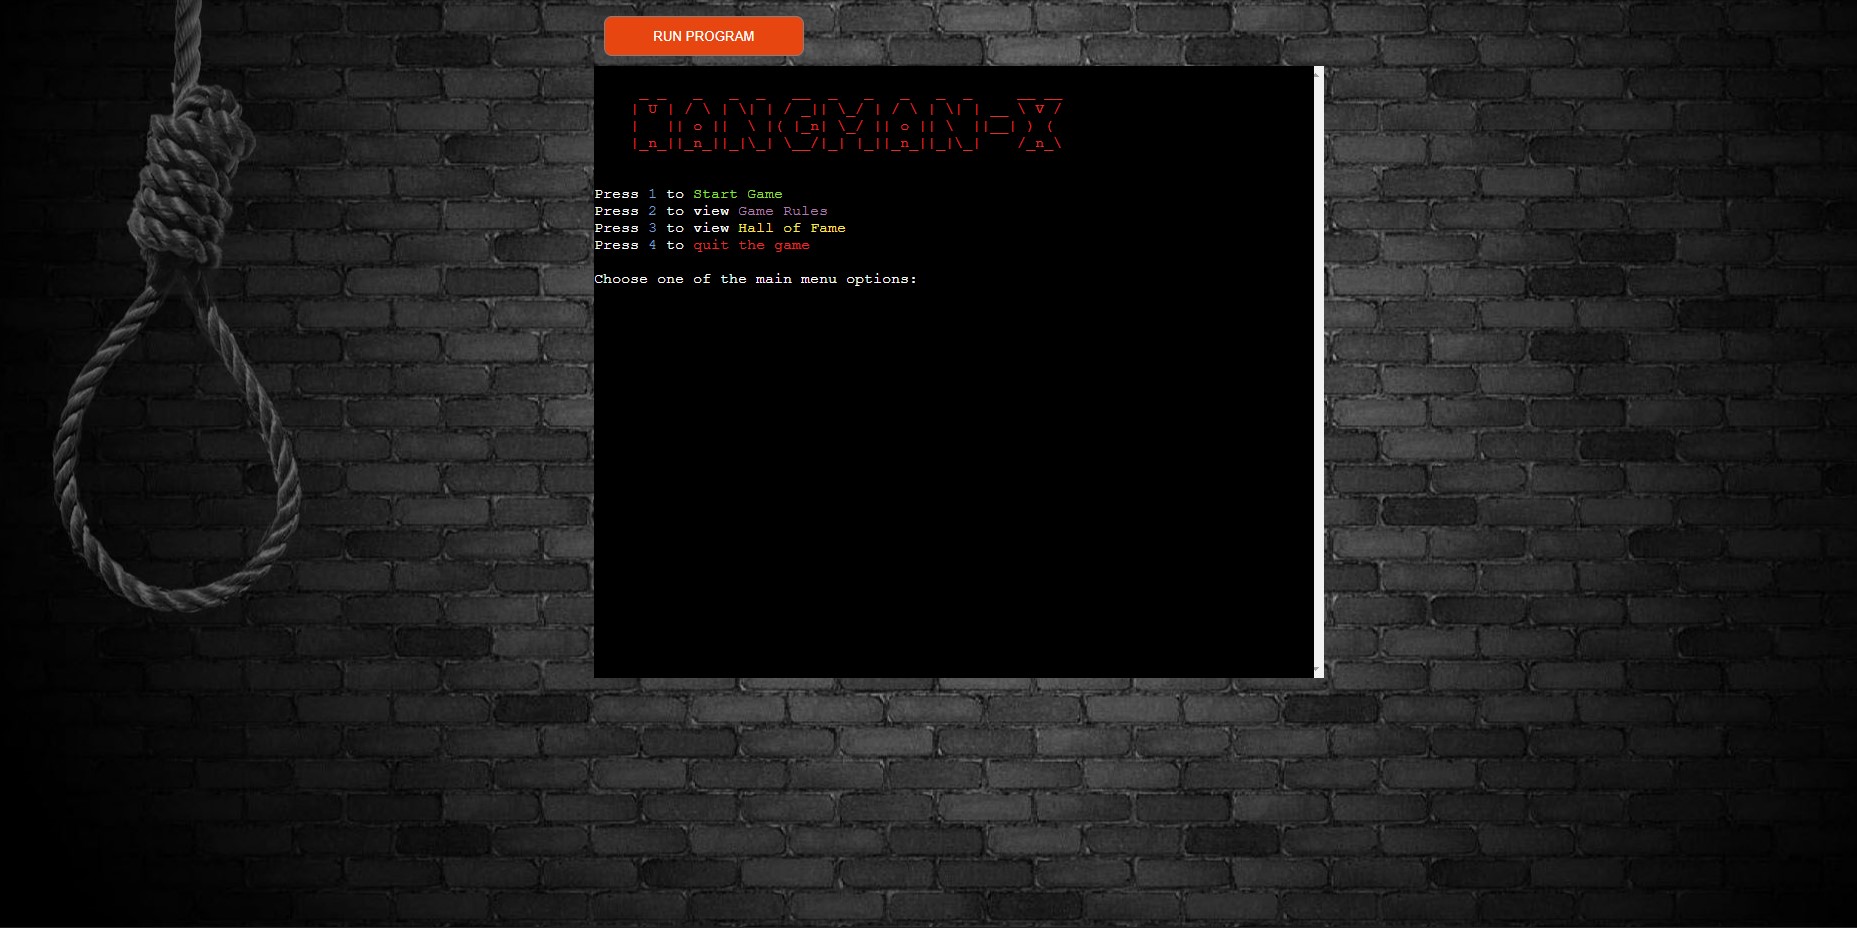 RUN PROGRAM
HANGMAN-X
Press 1 to Start Game
Press 2 to view Game Rules
Press 3 to view Hall of Fame
Press 4 to quit the game
Choose one of the main menu options: